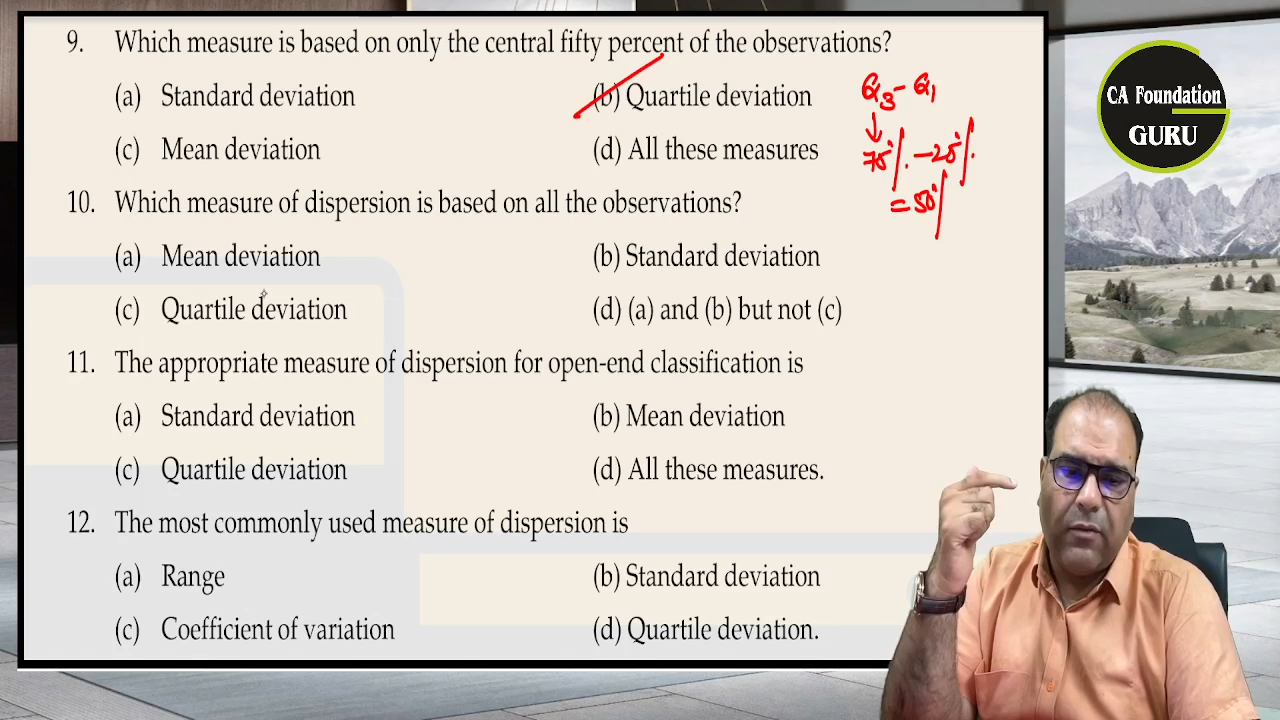 9. Which measure is based on only the central fifty percent of the observations?
(a) Standard deviation (b) Quartile deviation
(c) Mean deviation (d) All these measures
Q3 - Q1
75% - 25%
= 50%
10. Which measure of dispersion is based on all the observations?
(a) Mean deviation (b) Standard deviation
(c) Quartile deviation (d) (a) and (b) but not (c)
11. The appropriate measure of dispersion for open-end classification is
(a) Standard deviation (b) Mean deviation
(c) Quartile deviation (d) All these measures.
12. The most commonly used measure of dispersion is
(a) Range (b) Standard deviation
(c) Coefficient of variation (d) Quartile deviation.
CA Foundation
GURU